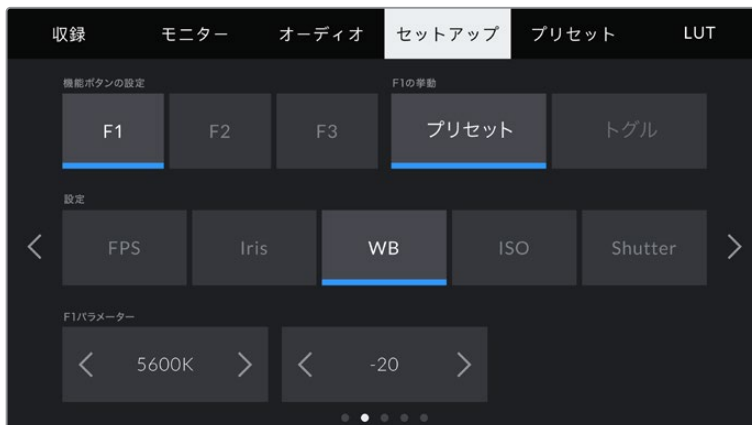 収録 モニター オーディオ セットアップ プリセット LUT
機能ボタンの設定 F1の挙動
F1 F2 F3 プリセット トグル
設定
FPS Iris WB ISO Shutter
F1パラメーター
5600K -20